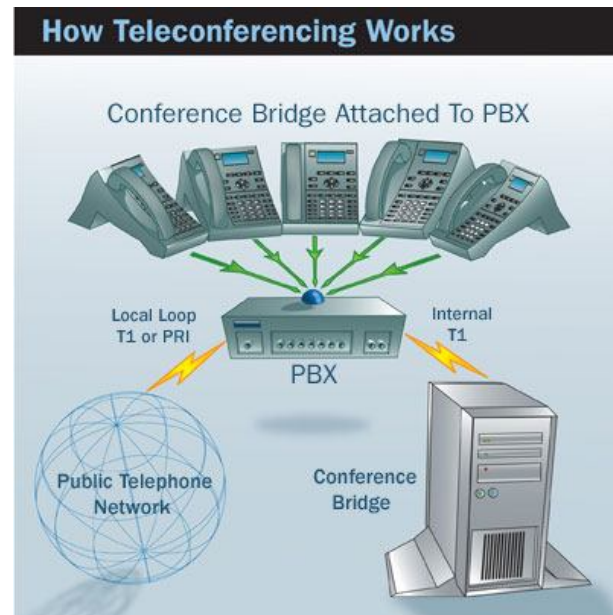 How Teleconferencing Works
Conference Bridge Attached To PBX
Local Loop
T1 or PRI
Internal
T1
PBX
Public Telephone
Network
Conference
Bridge